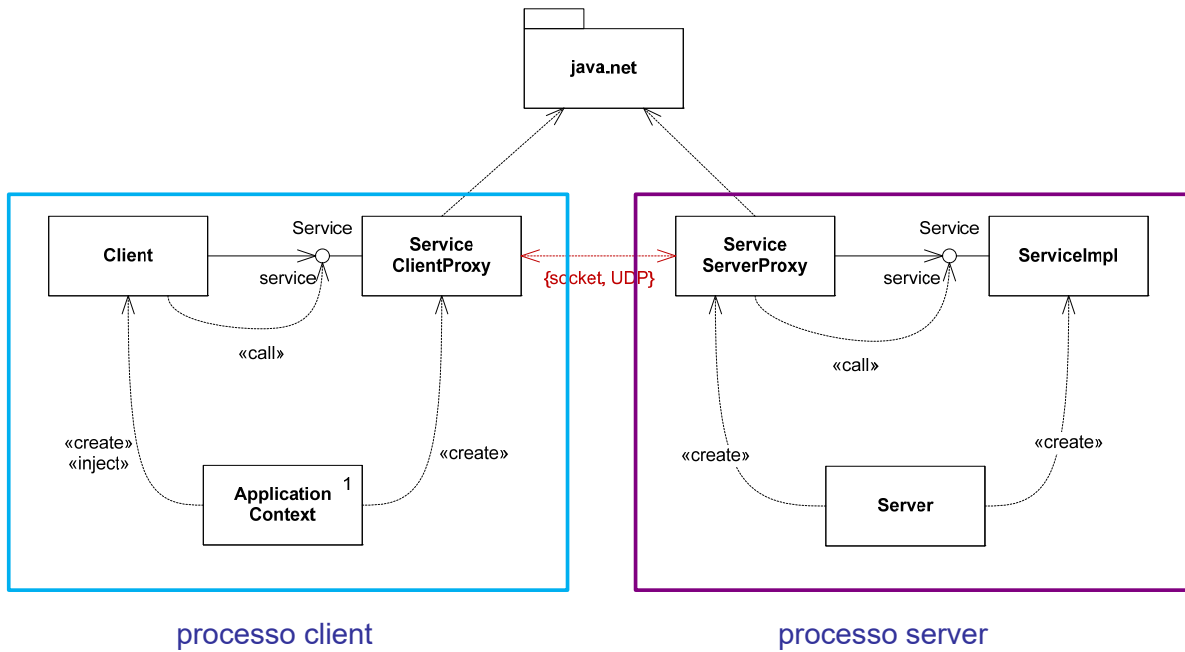 java.net
Client
Service
service
Service
ClientProxy
{socket, UDP}
Service
ServerProxy
Service
service
ServiceImpl
«call»
«call»
«create»
«inject»
«create»
«create»
«create»
Application
Context
1
Server
processo client
processo server